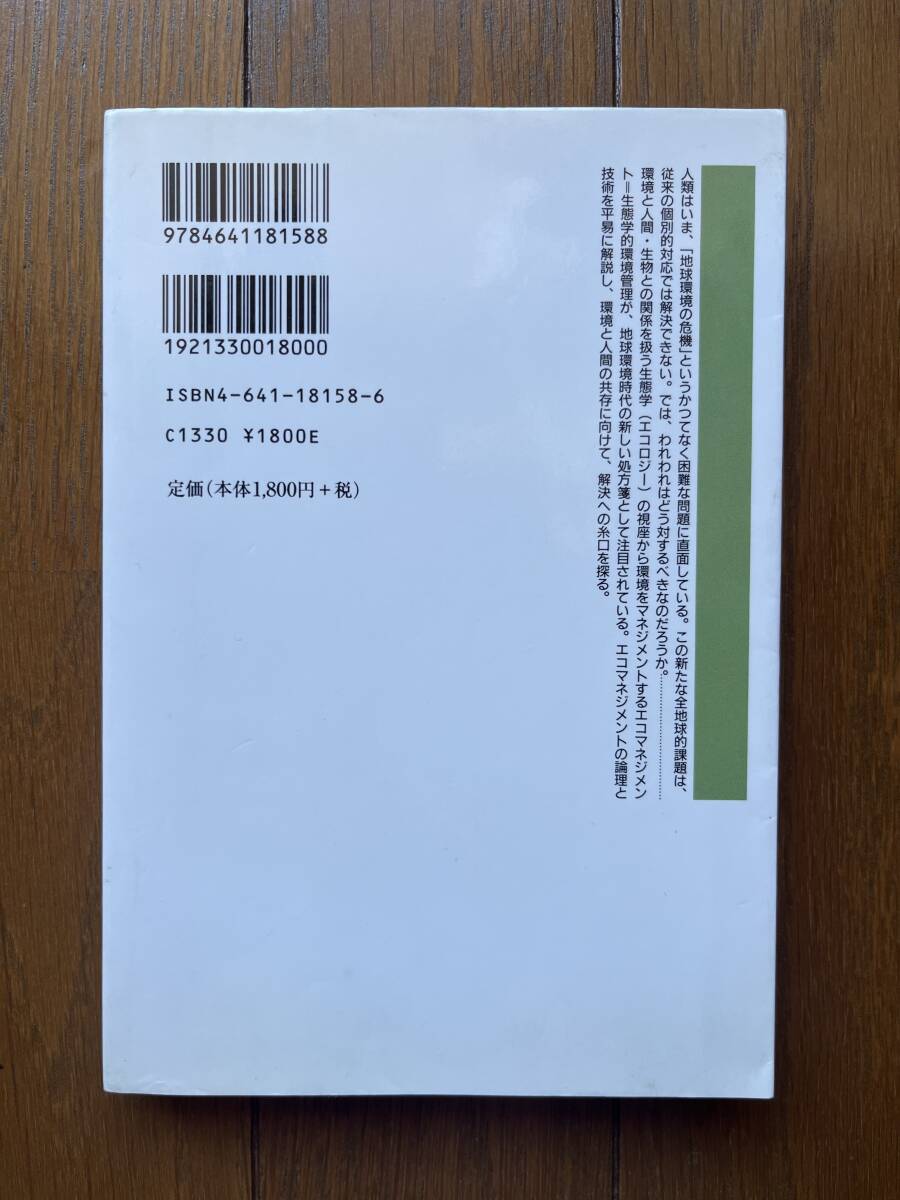 人類はいま、「地球環境の危機」というかつてなく困難な問題に直面している。この新たな全地球的課題は、
従来の個別的対応では解決できない。では、われわれはどう対するべきなのだろうか。……………………
環境と人間・生物との関係を扱う生態学（エコロジー）の視座から環境をマネジメントするエコマネジメン
ト＝生態学的環境管理が、地球環境時代の新しい処方箋として注目されている。エコマネジメントの論理と
技術を平易に解説し、環境と人間の共存に向けて、解決への糸口を探る。
9784641181588
1921330018000
ISBN4-641-18158-6
C1330 ¥1800E
定価(本体1,800円+税)